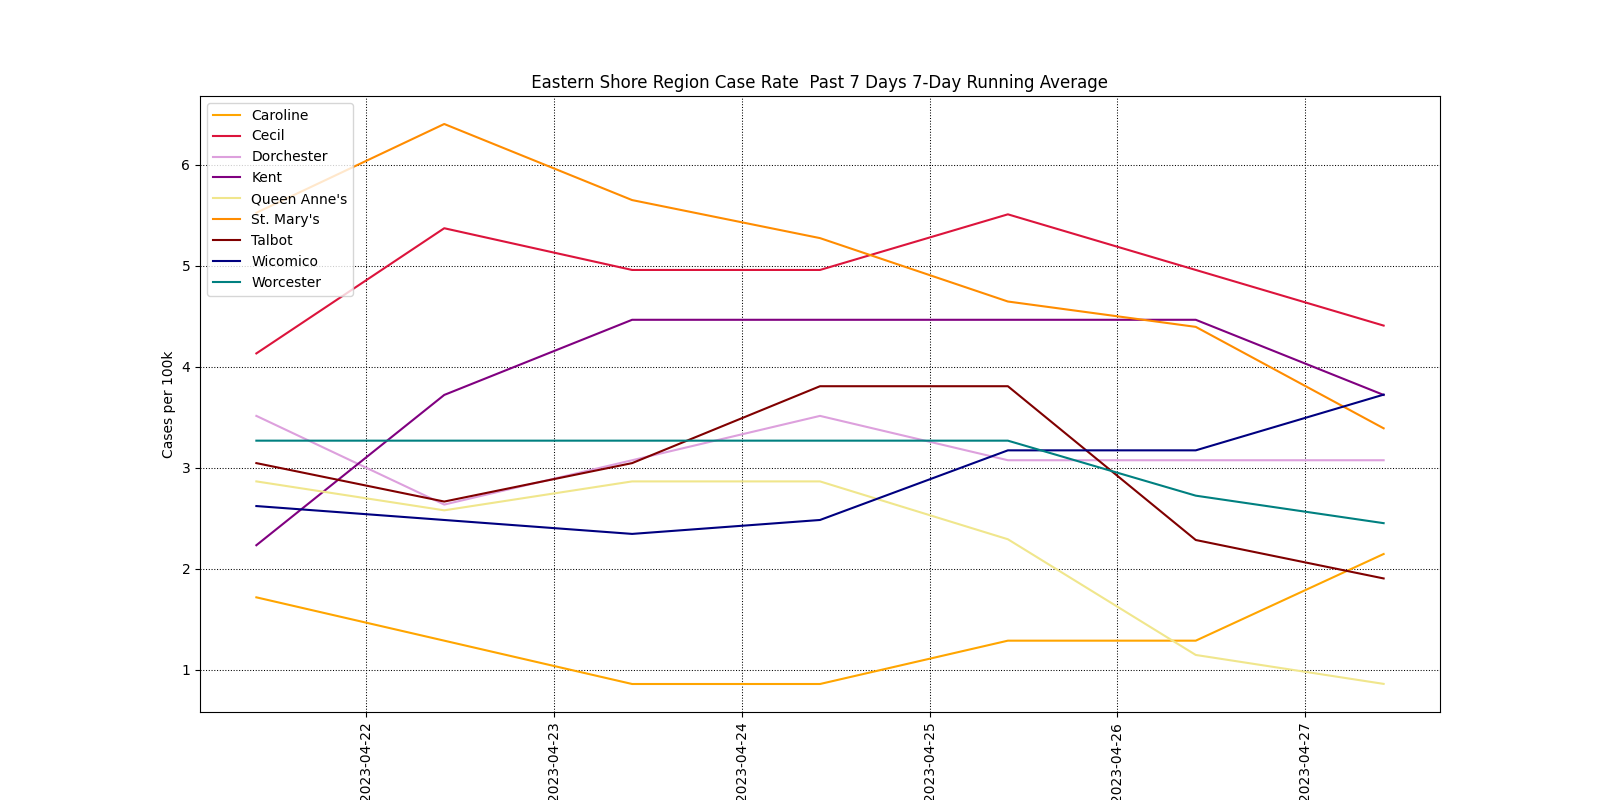 Eastern Shore Region Case Rate  Past 7 Days 7-Day Running Average
Caroline
Cecil
Dorchester
Kent
Queen Anne's
St. Mary's
Talbot
Wicomico
Worcester
Cases per 100k
6
5
4
3
2
1
2023-04-22
2023-04-23
2023-04-24
2023-04-25
2023-04-26
2023-04-27